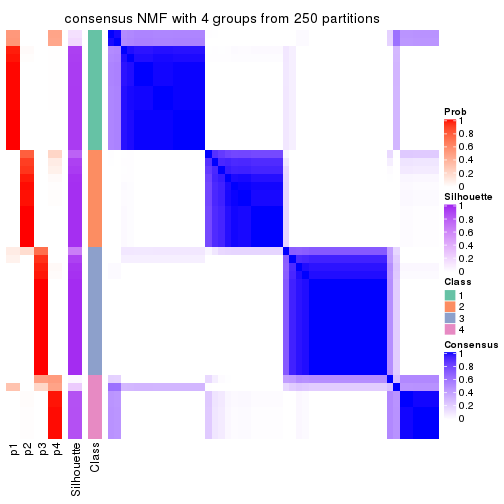 consensus NMF with 4 groups from 250 partitions
Prob
1
0.8
0.6
0.4
0.2
0
Silhouette
1
0.8
0.6
0.4
0.2
0
Class
1
2
3
4
Consensus
1
0.8
0.6
0.4
0.2
0
p1
p2
p3
p4
Silhouette
Class